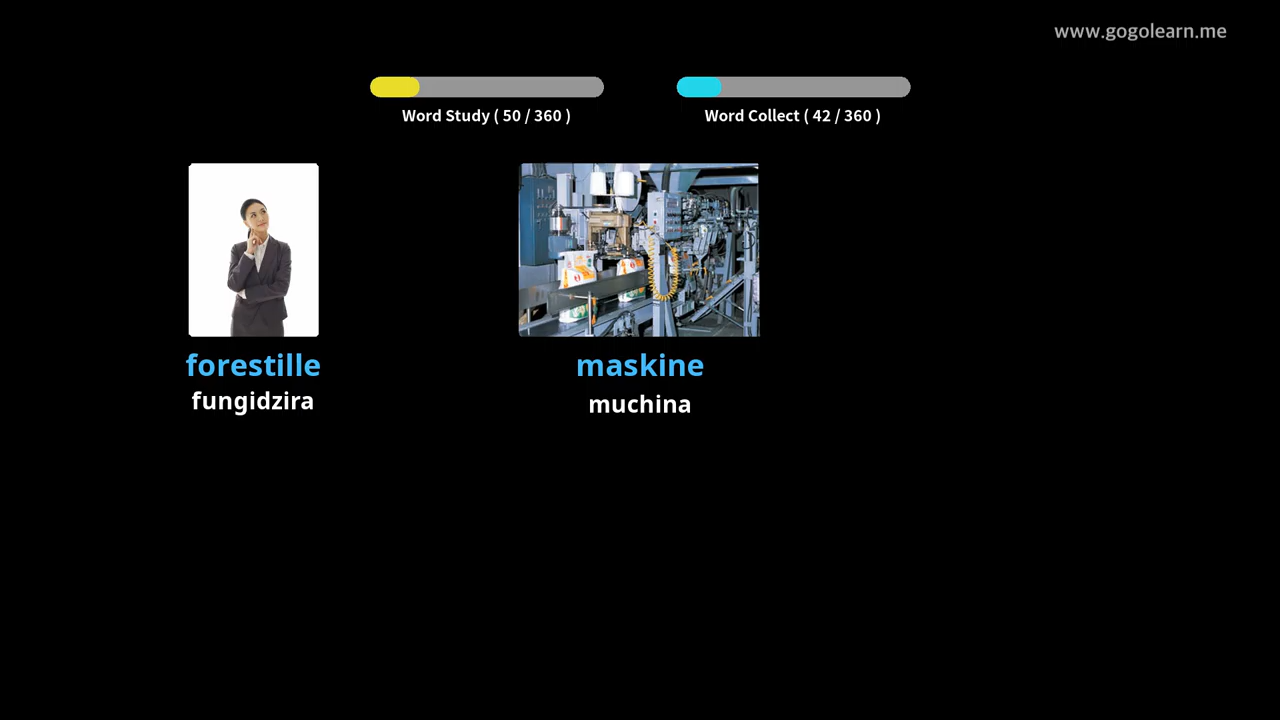 www.gogolearn.me
Word Study ( 50 / 360 )
Word Collect ( 42 / 360 )
forestille
fungidzira
maskine
muchina